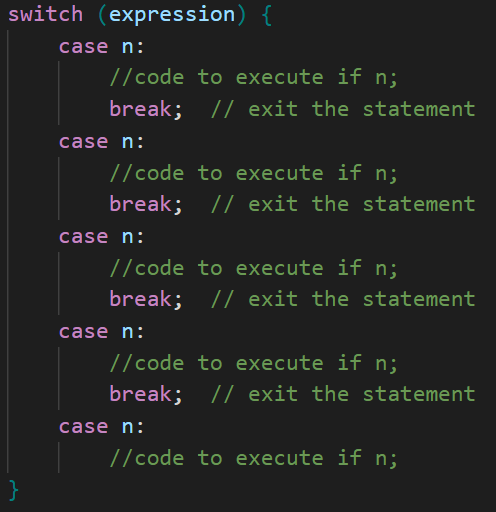 switch (expression) {
    case n:
        //code to execute if n;
        break;  // exit the statement
    case n:
        //code to execute if n;
        break;  // exit the statement
    case n:
        //code to execute if n;
        break;  // exit the statement
    case n:
        //code to execute if n;
        break;  // exit the statement
    case n:
        //code to execute if n;
}